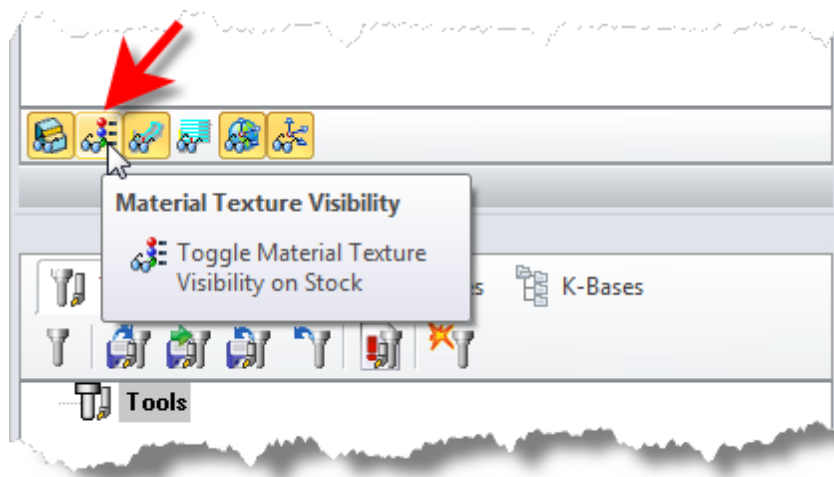 Material Texture Visibility
Toggle Material Texture
Visibility on Stock
K-Bases
Tools